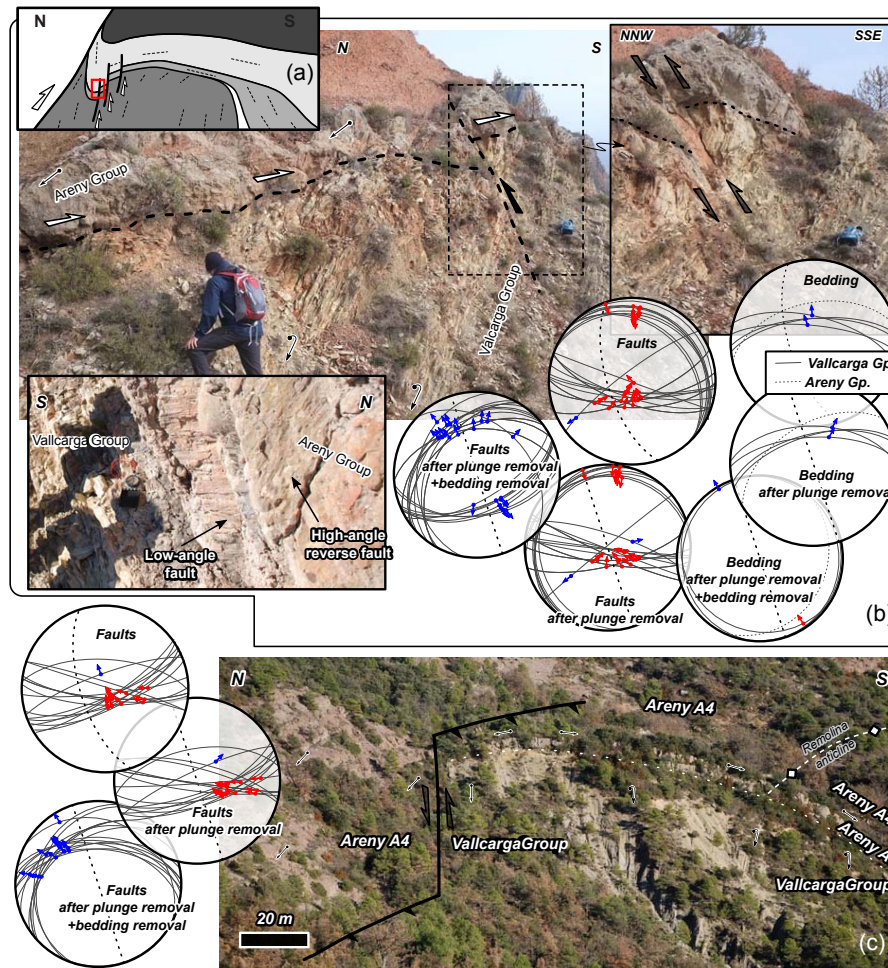 N
S
(a)
N
S
NNW
SSE
Areny Group
Valcarga Group
Bedding
Faults
Vallcarga Gp.
Areny Gp.
S
N
Vallcarga Group
Areny Group
Low-angle
fault
High-angle
reverse fault
Faults
after plunge removal
+bedding removal
Bedding
after plunge removal
Faults
after plunge removal
Bedding
after plunge removal
+bedding removal
(b)
Faults
Faults
after plunge removal
Faults
after plunge removal
+bedding removal
N
S
Areny A4
Remolina
anticline
Areny A4
VallcargaGroup
VallcargaGroup
20 m
(c)